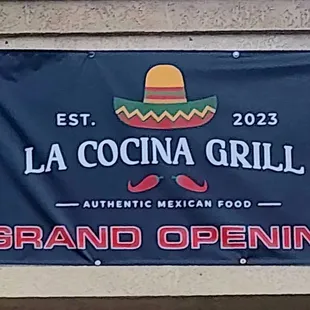 EST. 2023
LA COCINA GRILL
AUTHENTIC MEXICAN FOOD
GRAND OPENIN